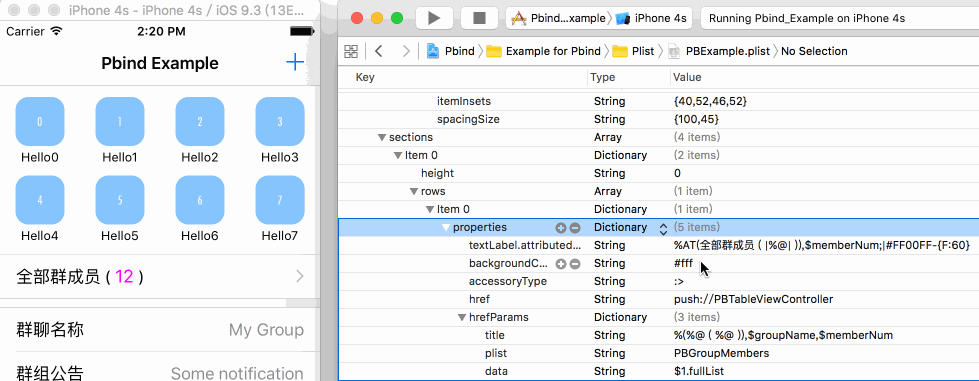 iPhone 4s - iPhone 4s / iOS 9.3 (13E...
Carrier
2:20 PM
Pbind Example
+
0
1
2
3
Hello0
Hello1
Hello2
Hello3
4
5
6
7
Hello4
Hello5
Hello6
Hello7
全部群成员 ( 12 )
群聊名称
My Group
群组公告
Some notification
Pbind...xample
iPhone 4s
Running Pbind_Example on iPhone 4s
Pbind
Example for Pbind
Plist
PBExample.plist
No Selection
Key Type Value
itemInsets String {40,52,46,52}
spacingSize String {100,45}
sections Array (4 items)
Item 0 Dictionary (2 items)
height String 0
rows Array (1 item)
Item 0 Dictionary (1 item)
properties Dictionary (5 items)
textLabel.attributed... String %AT(全部群成员 ( |%@| )),$memberNum;|#FF00FF-{F:60}
backgroundC... String #fff
accessoryType String :>
href String push://PBTableViewController
hrefParams Dictionary (3 items)
title String %(%@ ( %@ )),$groupName,$memberNum
plist String PBGroupMembers
data String $1.fullList